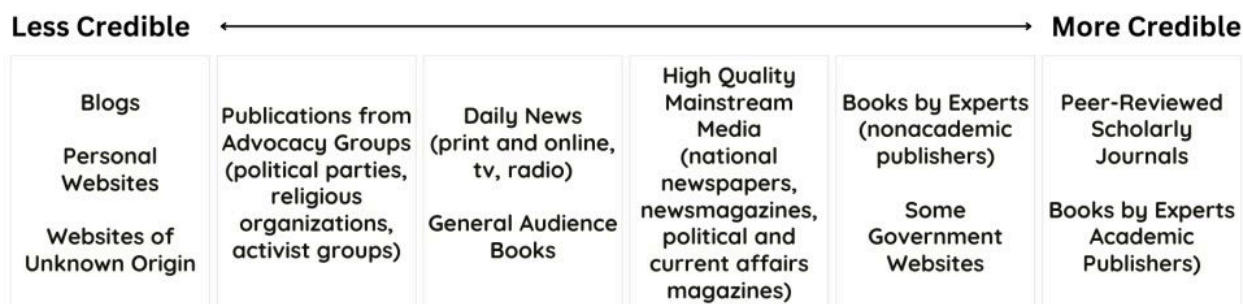 Less Credible
More Credible
Blogs
Personal
Websites
Websites of
Unknown Origin
Publications from
Advocacy Groups
(political parties,
religious
organizations,
activist groups)
Daily News
(print and online,
tv, radio)
General Audience
Books
High Quality
Mainstream
Media
(national
newspapers,
newsmagazines,
political and
current affairs
magazines)
Books by Experts
(nonacademic
publishers)
Some
Government
Websites
Peer-Reviewed
Scholarly
Journals
Books by Experts
Academic
Publishers)